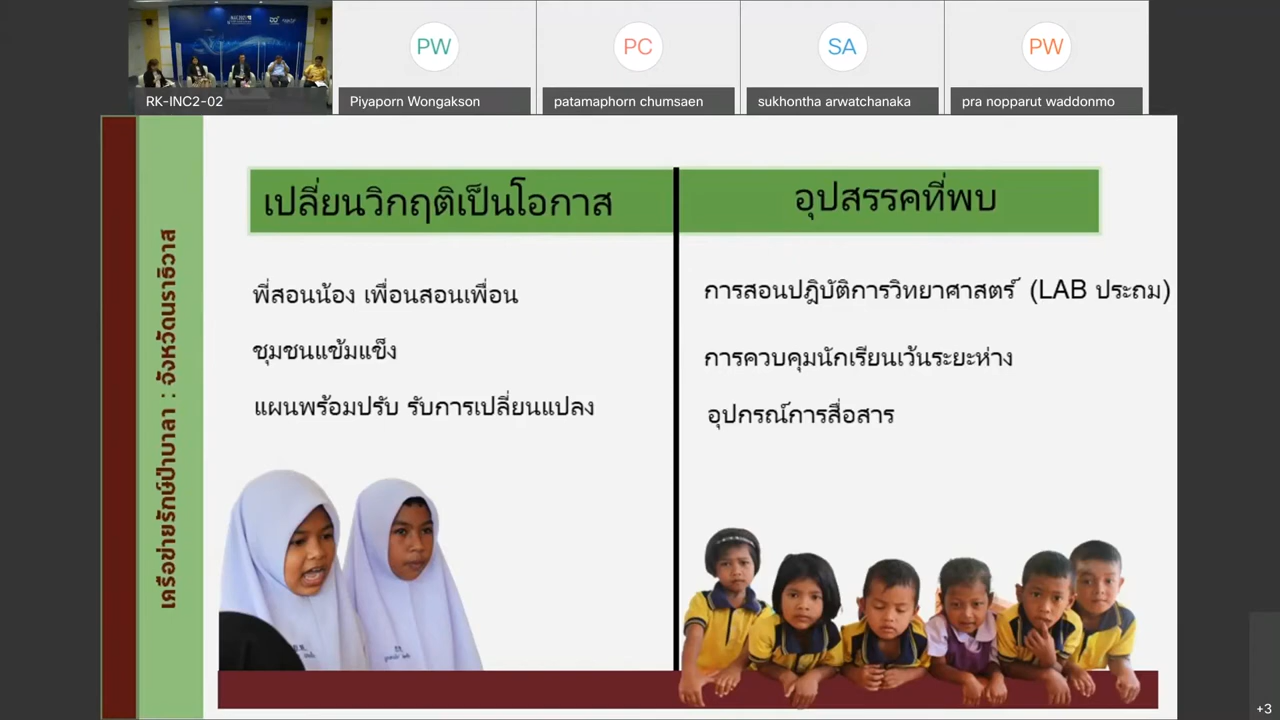 PW
PC
SA
PW
RK-INC2-02
Piyaporn Wongakson
patamaphorn chumsaen
sukhontha arwatchanaka
pra nopparut waddonmo
เครือข่ายรักษ์ป่าบาลา : จังหวัดนราธิวาส
เปลี่ยนวิกฤติเป็นโอกาส
พี่สอนน้อง เพื่อนสอนเพื่อน
ชุมชนแข้มแข็ง
แผนพร้อมปรับ รับการเปลี่ยนแปลง
อุปสรรคที่พบ
การสอนปฎิบัติการวิทยาศาสตร์ (LAB ประถม)
การควบคุมนักเรียนเว้นระยะห่าง
อุปกรณ์การสื่อสาร
+3